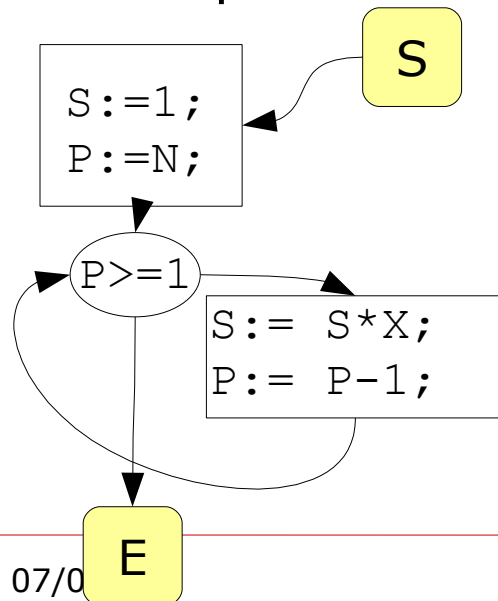 S
S:=1;
P:=N;
P>=1
S:= S*X;
P:= P-1;
E
07/0